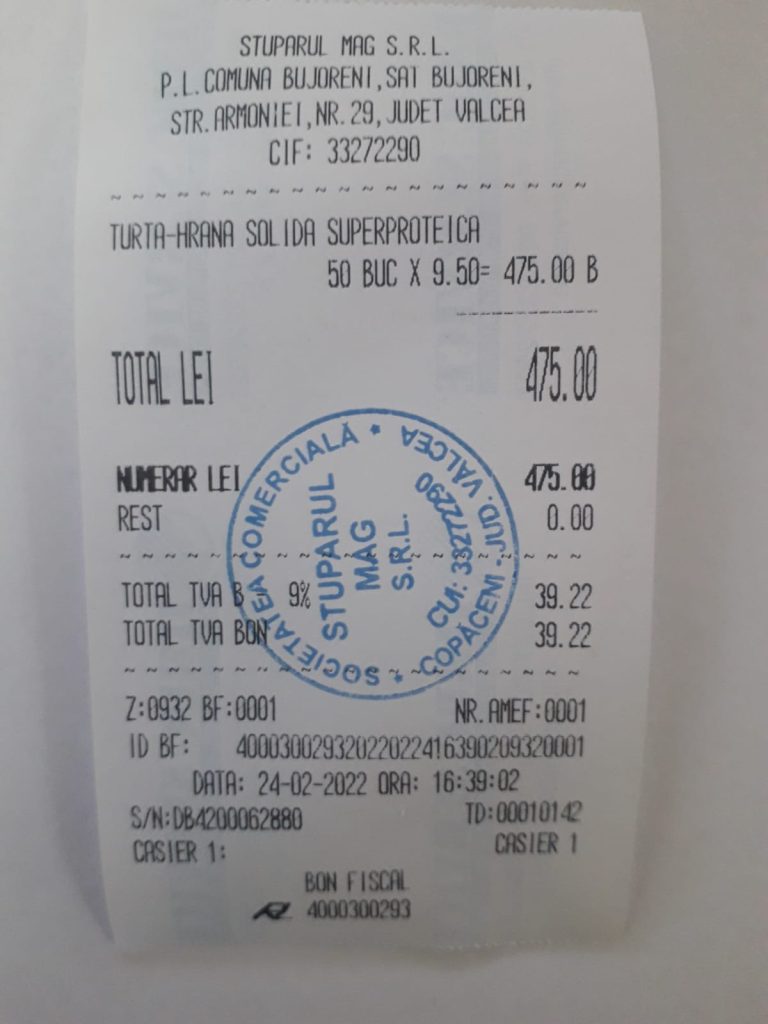 STUPARUL MAG S.R.L.
P.L.COMUNA BUJORENI,SAT BUJORENI,
STR.ARMONIEI,NR.29,JUDET VALCEA
CIF: 33272290
~ ~ ~ ~ ~ ~ ~ ~ ~ ~ ~ ~ ~ ~ ~ ~ ~ ~ ~ ~ ~ ~
TURTA-HRANA SOLIDA SUPERPROTEICA
50 BUC X 9.50= 475.00 B
--------------
TOTAL LEI 475.00
NUMERAR LEI 475.00
REST 0.00
~ ~ ~ ~ ~ ~ ~ ~ ~ ~ ~ ~ ~ ~ ~ ~ ~ ~ ~ ~ ~ ~
TOTAL TVA B - 9% 39.22
TOTAL TVA BON 39.22
~ ~ ~ ~ ~ ~ ~ ~ ~ ~ ~ ~ ~ ~ ~ ~ ~ ~ ~ ~ ~ ~
Z:0932 BF:0001 NR.AMEF:0001
ID BF: 40003002932022022416390209320001
DATA: 24-02-2022 ORA: 16:39:02
S/N:DB4200062880 TD:00010142
CASIER 1: CASIER 1
BON FISCAL
4000300293
SOCIETATEA COMERCIALĂ
STUPARUL
MAG
S.R.L.
CUI: 33272290
COPĂCENI - JUD. VÂLCEA